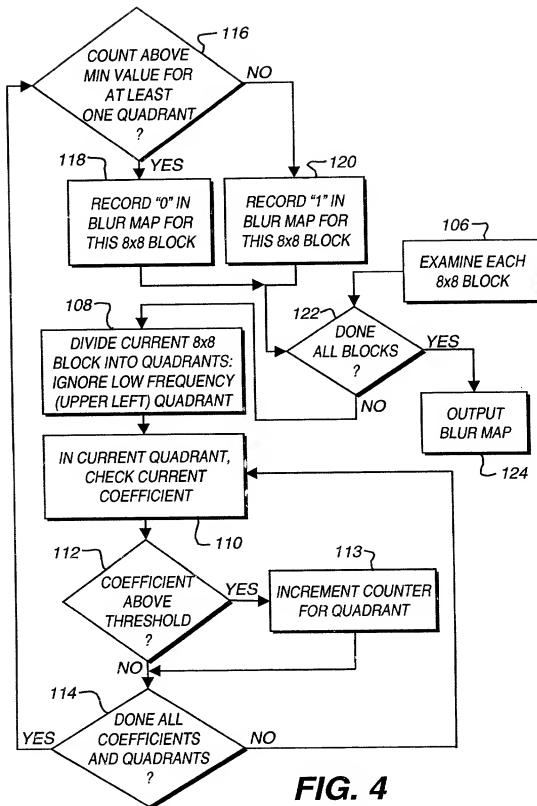 116
COUNT ABOVE
MIN VALUE FOR
AT LEAST
ONE QUADRANT
?
NO
YES
118
RECORD “0” IN
BLUR MAP FOR
THIS 8x8 BLOCK
120
RECORD “1” IN
BLUR MAP FOR
THIS 8x8 BLOCK
106
EXAMINE EACH
8x8 BLOCK
108
DIVIDE CURRENT 8x8
BLOCK INTO QUADRANTS:
IGNORE LOW FREQUENCY
(UPPER LEFT) QUADRANT
122
DONE
ALL BLOCKS
?
YES
NO
OUTPUT
BLUR MAP
124
IN CURRENT QUADRANT,
CHECK CURRENT
COEFFICIENT
110
112
COEFFICIENT
ABOVE
THRESHOLD
?
YES
NO
113
INCREMENT COUNTER
FOR QUADRANT
114
DONE ALL
COEFFICIENTS
AND QUADRANTS
?
YES
NO
FIG. 4